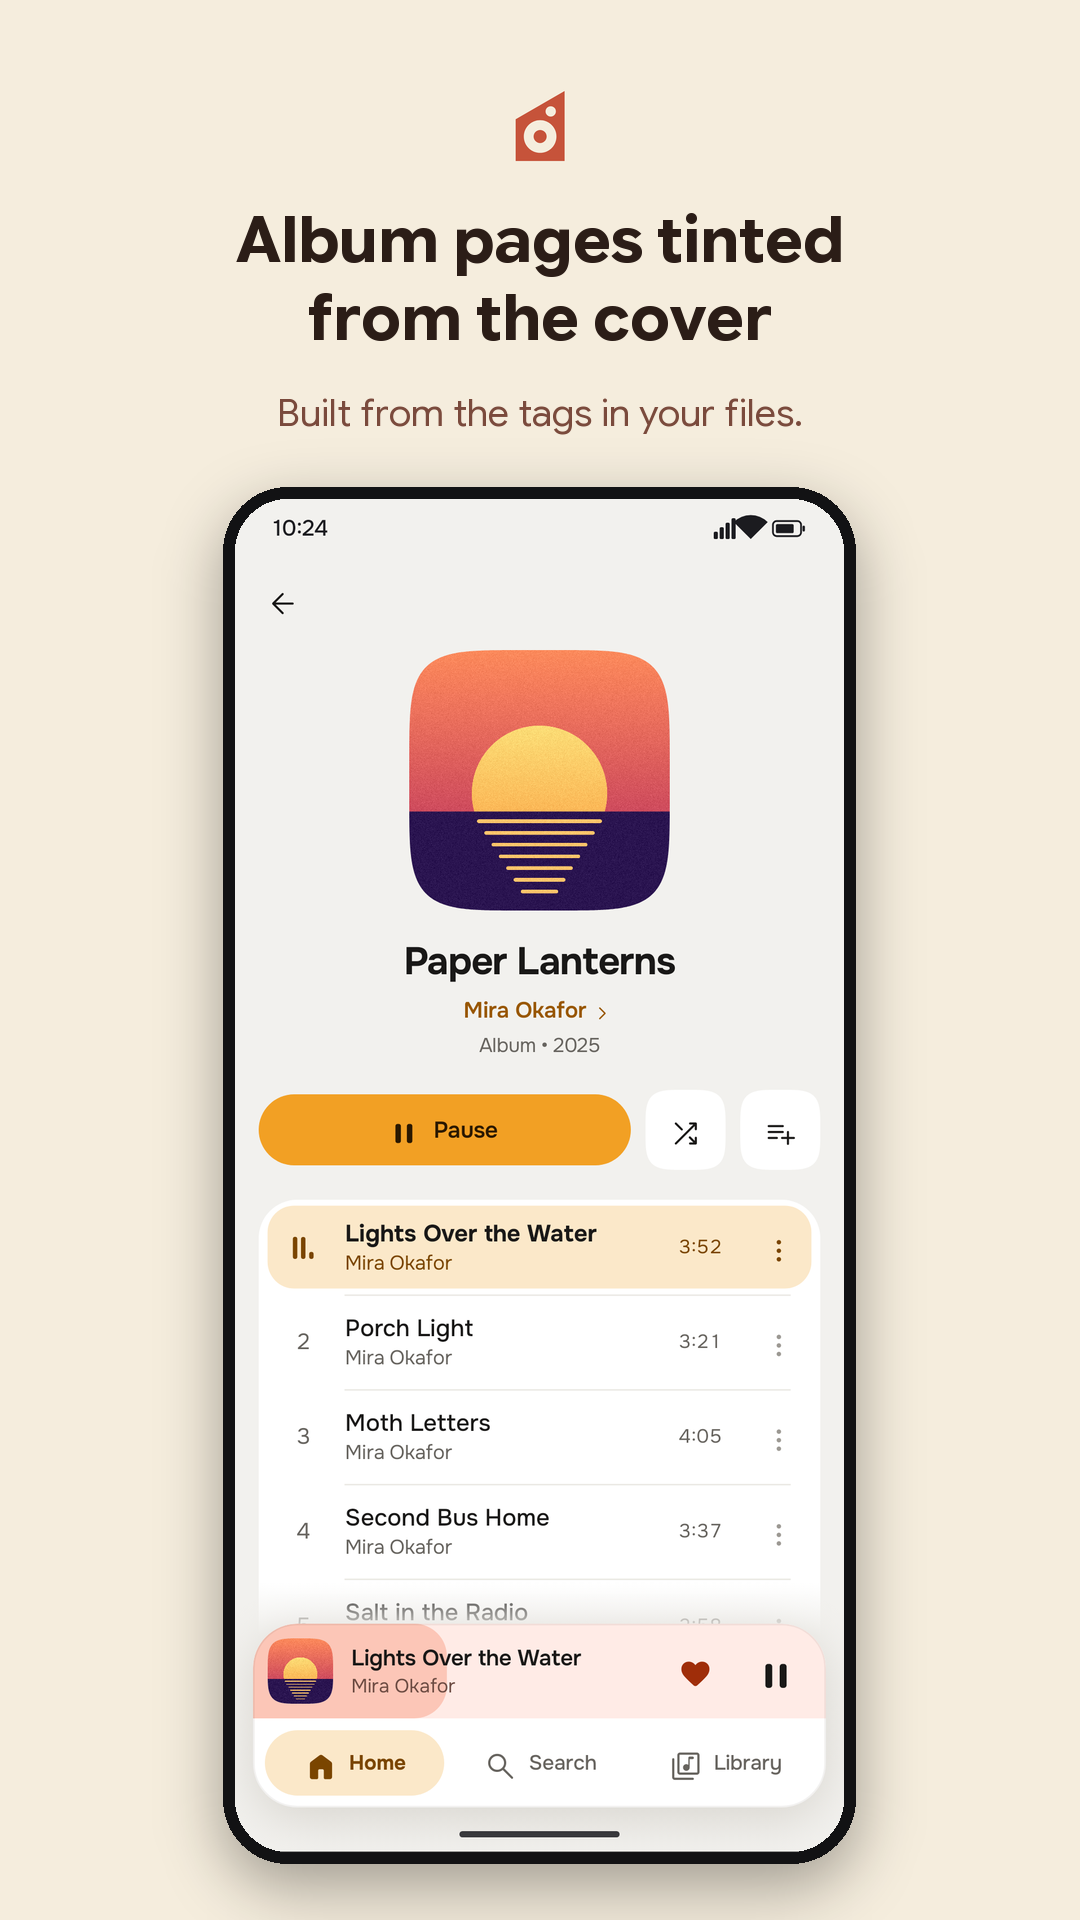 Album pages tinted
from the cover
Built from the tags in your files.
10:24
Paper Lanterns
Mira Okafor
Album • 2025
Pause
Lights Over the Water
3:52
Mira Okafor
Porch Light
2
3:21
Mira Okafor
Moth Letters
3
4:05
Mira Okafor
Second Bus Home
4
3:37
Mira Okafor
Salt in the Radio
Lights Over the Water
Mira Okafor
Home
Search
Library